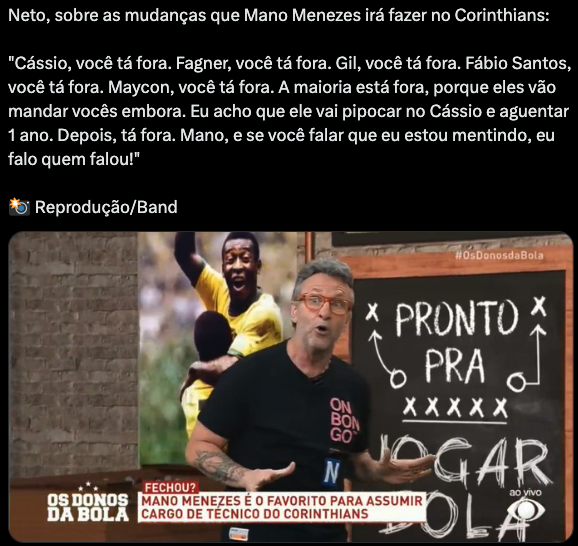 Neto, sobre as mudanças que Mano Menezes irá fazer no Corinthians:
"Cássio, você tá fora. Fagner, você tá fora. Gil, você tá fora. Fábio Santos,
você tá fora. Maycon, você tá fora. A maioria está fora, porque eles vão
mandar vocês embora. Eu acho que ele vai pipocar no Cássio e aguentar
1 ano. Depois, tá fora. Mano, e se você falar que eu estou mentindo, eu
falo quem falou!"
📸 Reprodução/Band
#OsDonosdaBola
X PRONTO X
PRA
XXXXX
JOGAR
BOLA
ON
BON
GO
N
OS DONOS
DA BOLA
FECHOU?
MANO MENEZES É O FAVORITO PARA ASSUMIR
CARGO DE TÉCNICO DO CORINTHIANS
ao vivo